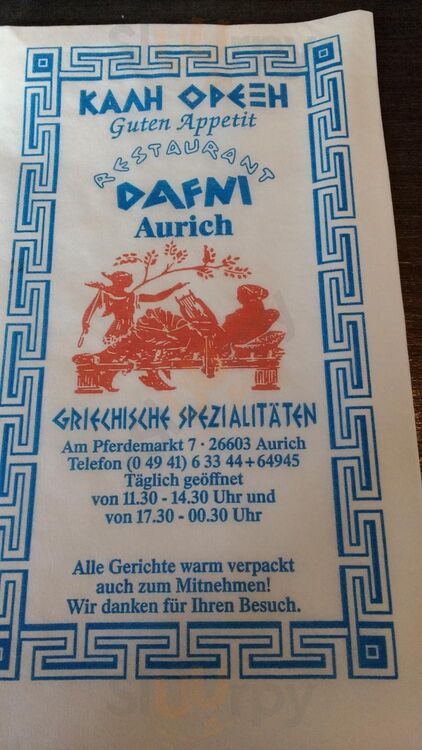 ΚΑΛΗ ΟΡΕΞΗ
Guten Appetit
RESTAURANT
DAFNI
Aurich
GRIECHISCHE SPEZIALITÄTEN
Am Pferdemarkt 7 · 26603 Aurich
Telefon (0 49 41) 6 33 44 + 64945
Täglich geöffnet
von 11.30 - 14.30 Uhr und
von 17.30 - 00.30 Uhr
Alle Gerichte warm verpackt
auch zum Mitnehmen!
Wir danken für Ihren Besuch.